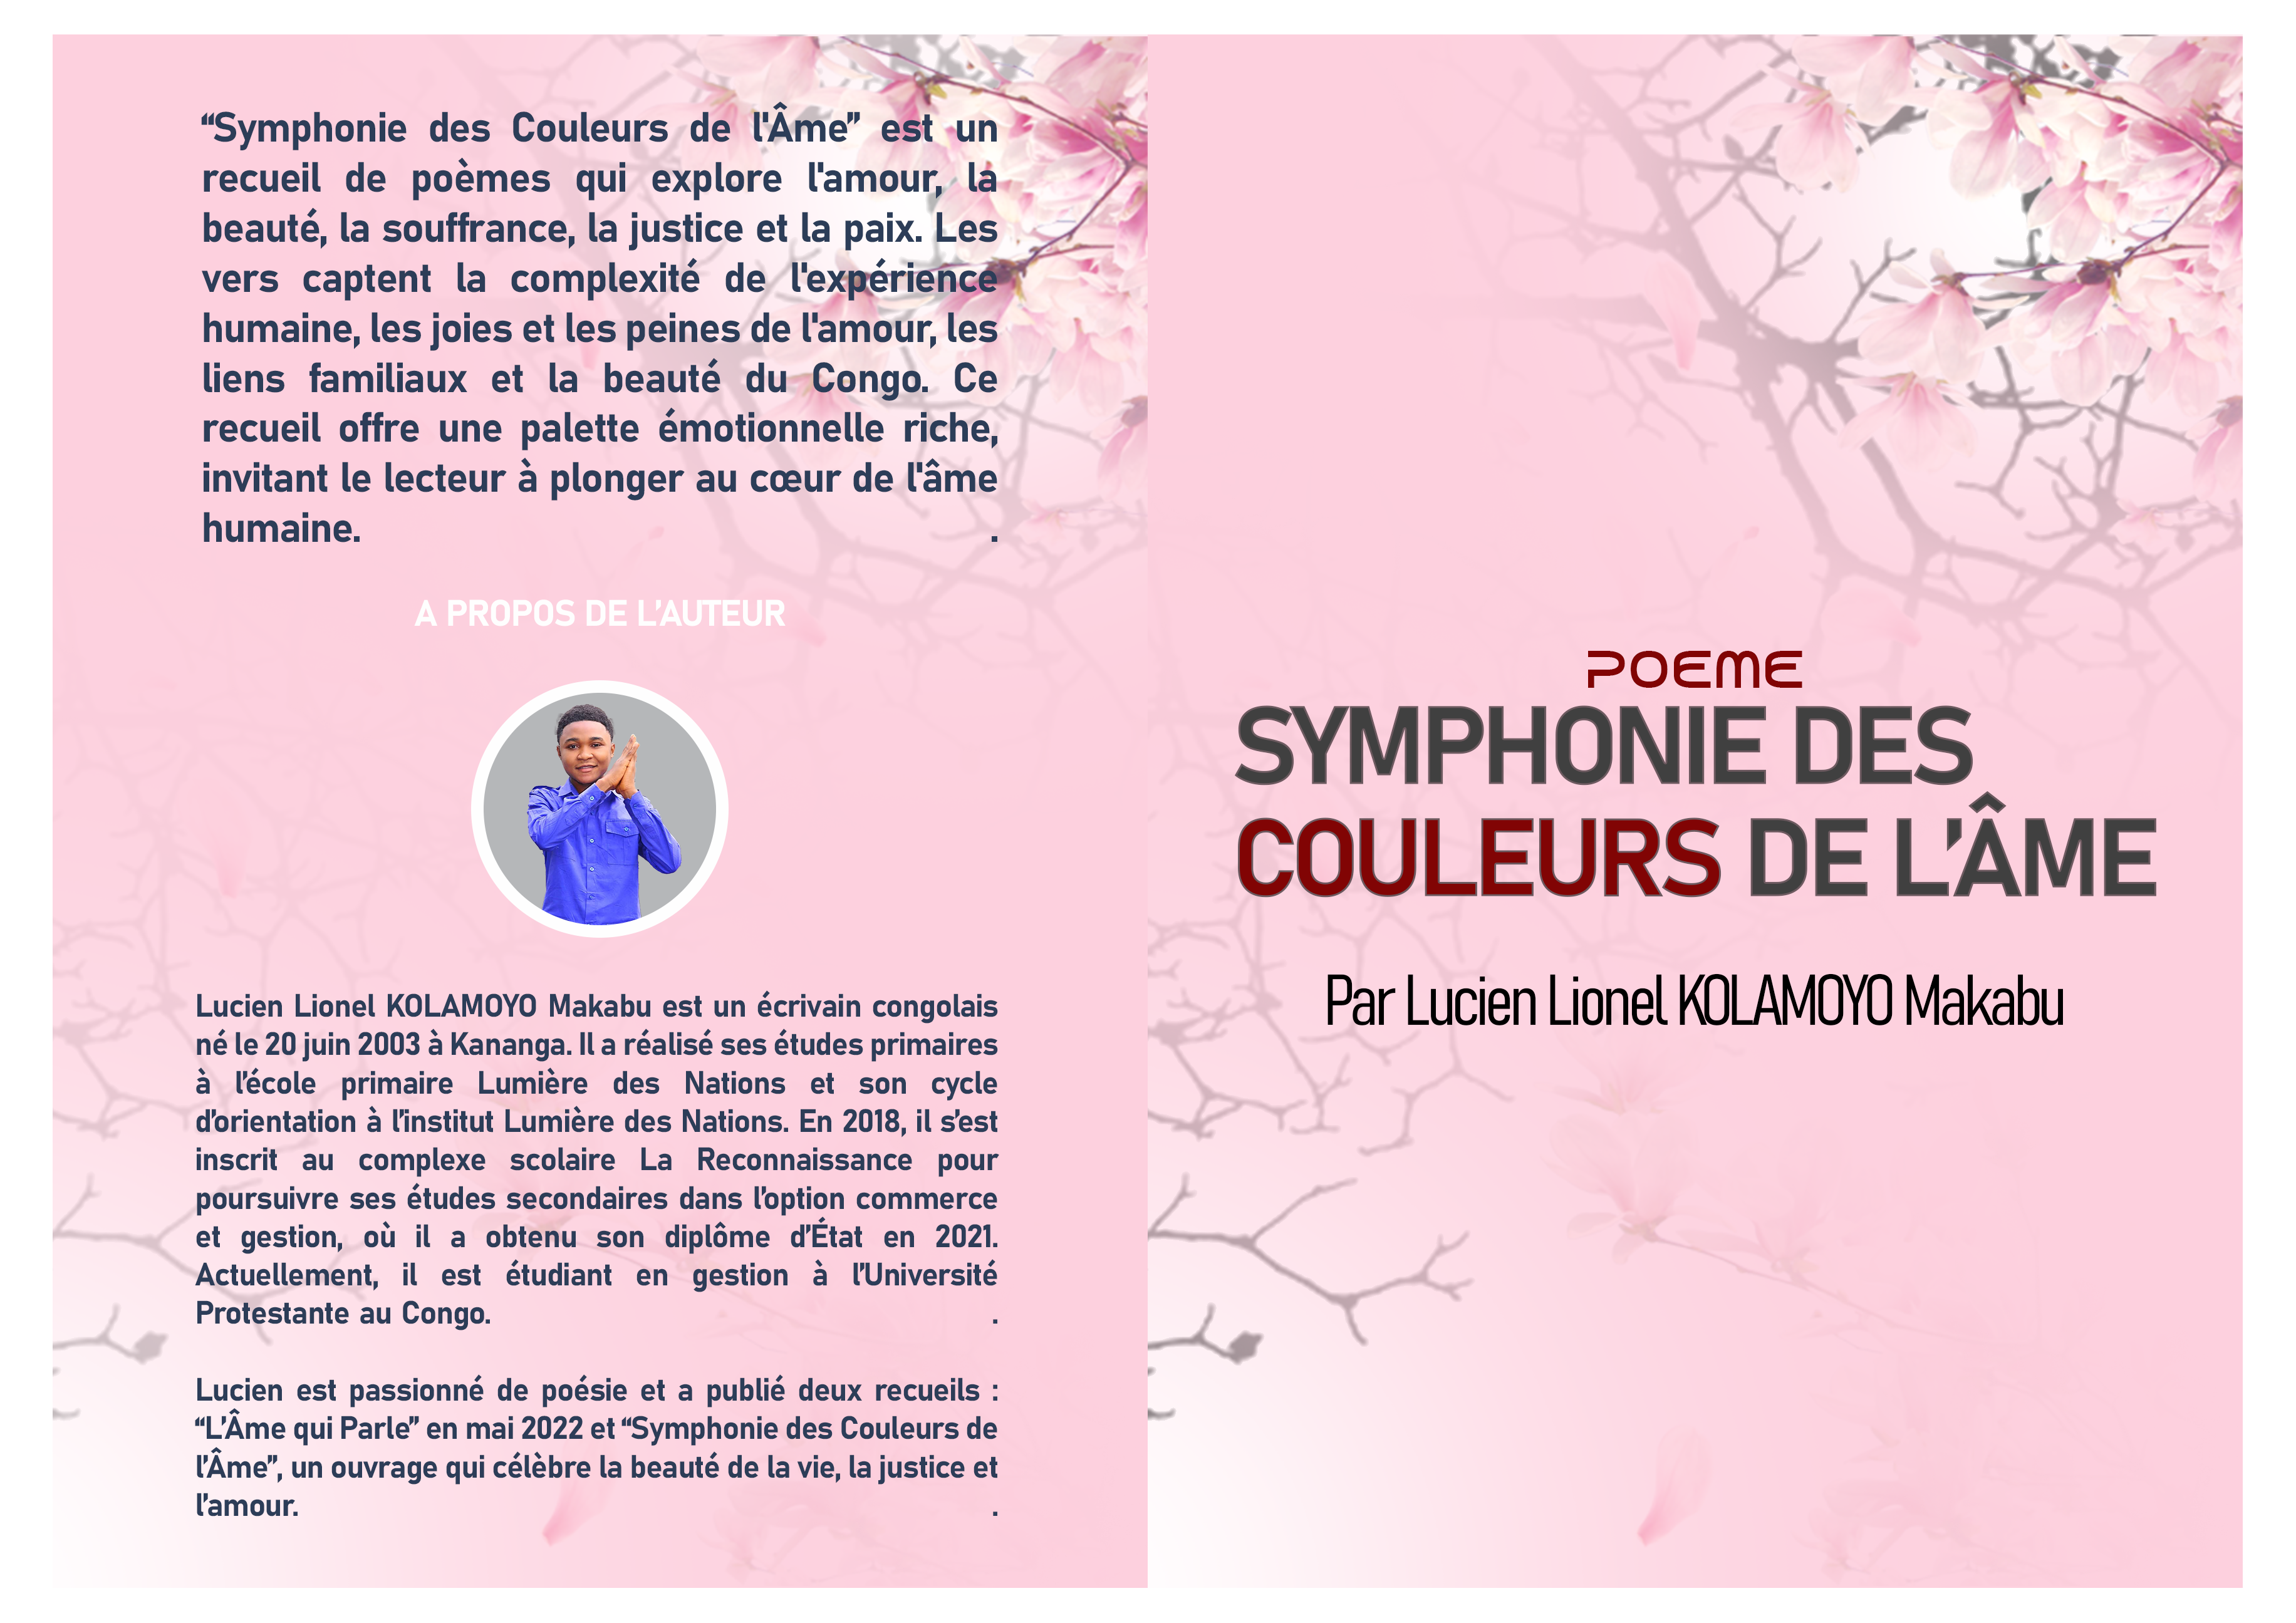 “Symphonie des Couleurs de l'Âme” est un
recueil de poèmes qui explore l'amour, la
beauté, la souffrance, la justice et la paix. Les
vers captent la complexité de l'expérience
humaine, les joies et les peines de l'amour, les
liens familiaux et la beauté du Congo. Ce
recueil offre une palette émotionnelle riche,
invitant le lecteur à plonger au cœur de l'âme
humaine. .
A PROPOS DE L’AUTEUR
Lucien Lionel KOLAMOYO Makabu est un écrivain congolais
né le 20 juin 2003 à Kananga. Il a réalisé ses études primaires
à l’école primaire Lumière des Nations et son cycle
d’orientation à l’institut Lumière des Nations. En 2018, il s’est
inscrit au complexe scolaire La Reconnaissance pour
poursuivre ses études secondaires dans l’option commerce
et gestion, où il a obtenu son diplôme d’État en 2021.
Actuellement, il est étudiant en gestion à l’Université
Protestante au Congo. .
Lucien est passionné de poésie et a publié deux recueils :
“L’Âme qui Parle” en mai 2022 et “Symphonie des Couleurs de
l’Âme”, un ouvrage qui célèbre la beauté de la vie, la justice et
l’amour. .
POEME
SYMPHONIE DES
COULEURS DE L’ÂME
Par Lucien Lionel KOLAMOYO Makabu